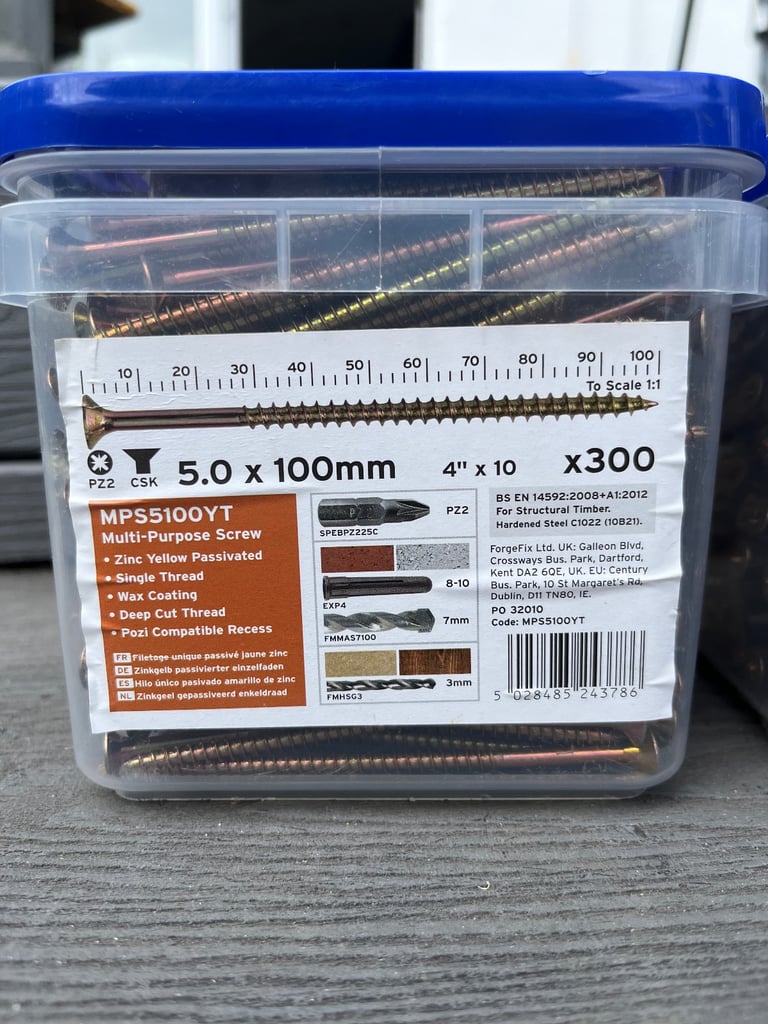 10 20 30 40 50 60 70 80 90 100
To Scale 1:1
PZ2 CSK 5.0 x 100mm 4" x 10 x300
MPS5100YT
Multi-Purpose Screw
• Zinc Yellow Passivated
• Single Thread
• Wax Coating
• Deep Cut Thread
• Pozi Compatible Recess
FR Filetage unique passivé jaune zinc
DE Zinkgelb passivierter einzelfaden
ES Hilo único pasivado amarillo de zinc
NL Zinkgeel gepassiveerd enkeldraad
PZ2
SPEBPZ225C
8-10
EXP4
7mm
FMMAS7100
3mm
FMHSG3
BS EN 14592:2008+A1:2012
For Structural Timber.
Hardened Steel C1022 (10B21).
ForgeFix Ltd. UK: Galleon Blvd,
Crossways Bus. Park, Dartford,
Kent DA2 6QE, UK. EU: Century
Bus. Park, 10 St Margaret's Rd,
Dublin, D11 TN80, IE.
PO 32010
Code: MPS5100YT
5 028485 243786